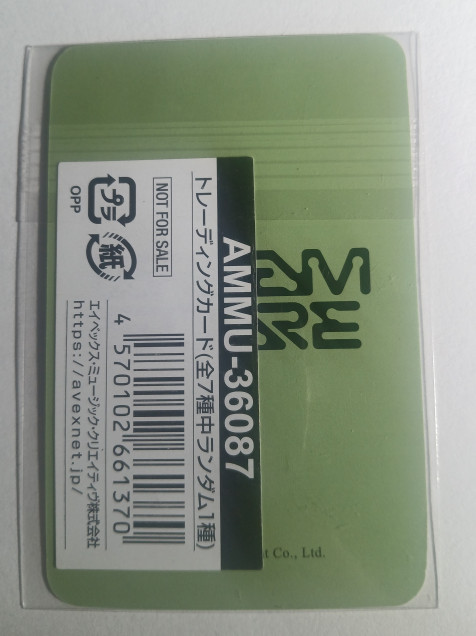 AMMU-36087
トレーディングカード(全7種中ランダム1種)
NOT FOR SALE
プラ
紙
OPP
4 570102 661370
エイベックス・ミュージック・クリエイティヴ株式会社
https://avexnet.jp/
t Co., Ltd.